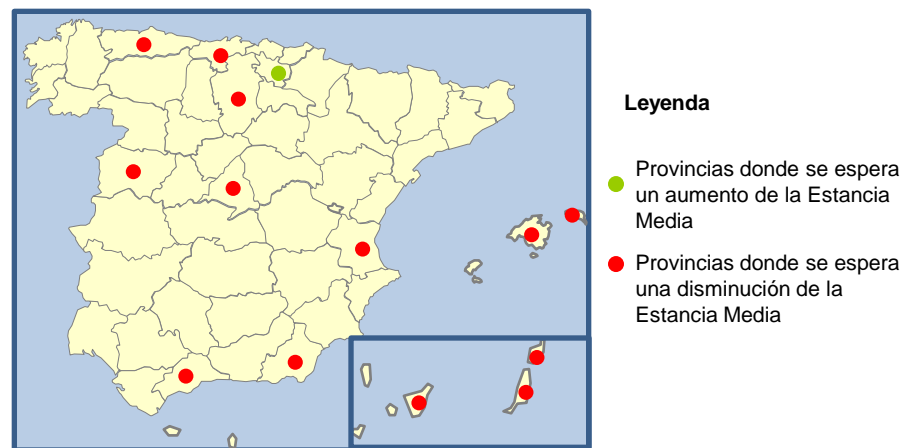 Leyenda
Provincias donde se espera
un aumento de la Estancia
Media
Provincias donde se espera
una disminución de la
Estancia Media